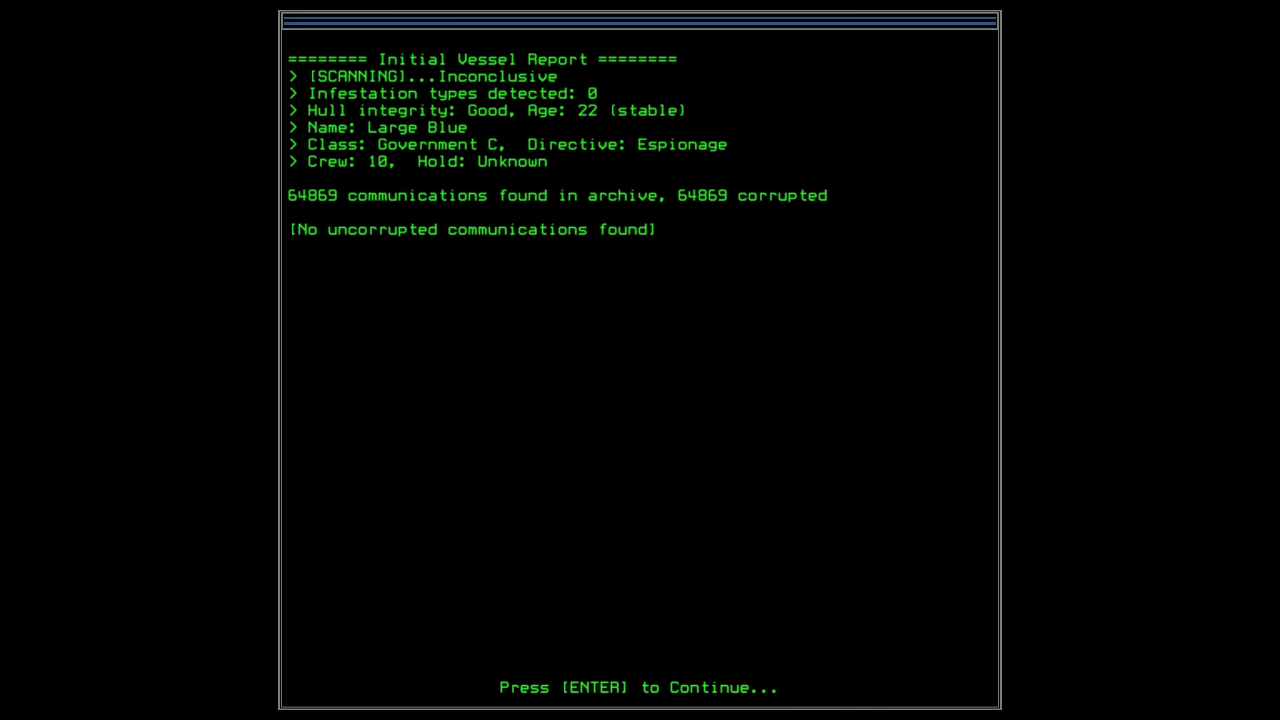 ======== Initial Vessel Report ========
> [SCANNING]...Inconclusive
> Infestation types detected: 0
> Hull integrity: Good, Age: 22 (stable)
> Name: Large Blue
> Class: Government C,  Directive: Espionage
> Crew: 10,  Hold: Unknown
64869 communications found in archive, 64869 corrupted
[No uncorrupted communications found]
Press [ENTER] to Continue...